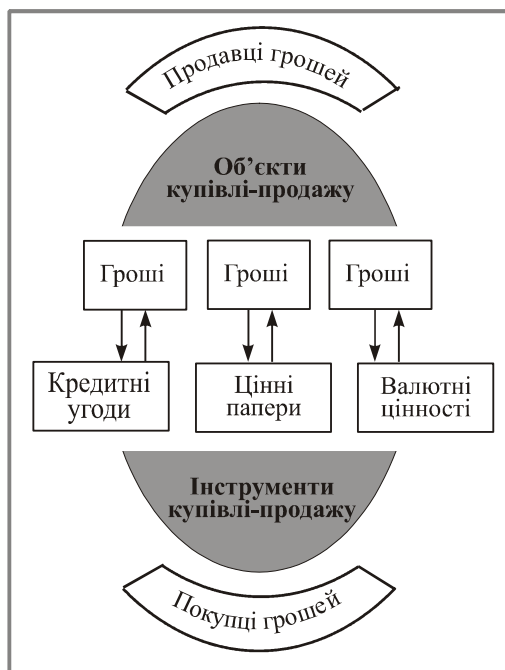 Продавці грошей
Об’єкти
купівлі-продажу
Гроші
Гроші
Гроші
Кредитні
угоди
Цінні
папери
Валютні
цінності
Інструменти
купівлі-продажу
Покупці грошей